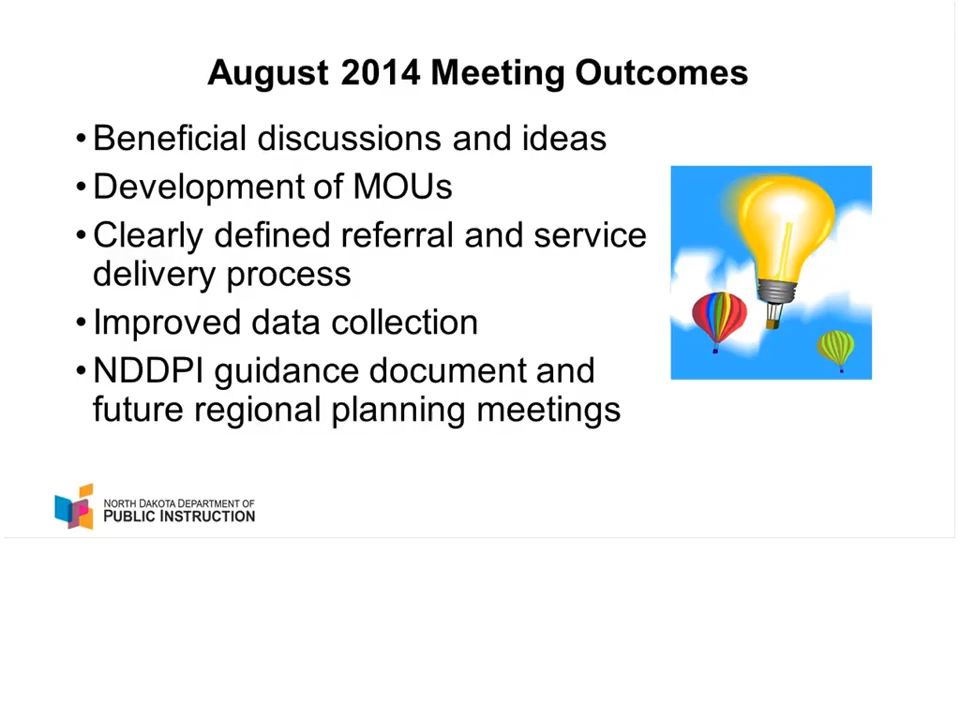 August 2014 Meeting Outcomes
• Beneficial discussions and ideas
• Development of MOUs
• Clearly defined referral and service
delivery process
• Improved data collection
• NDDPI guidance document and
future regional planning meetings
NORTH DAKOTA DEPARTMENT OF
PUBLIC INSTRUCTION